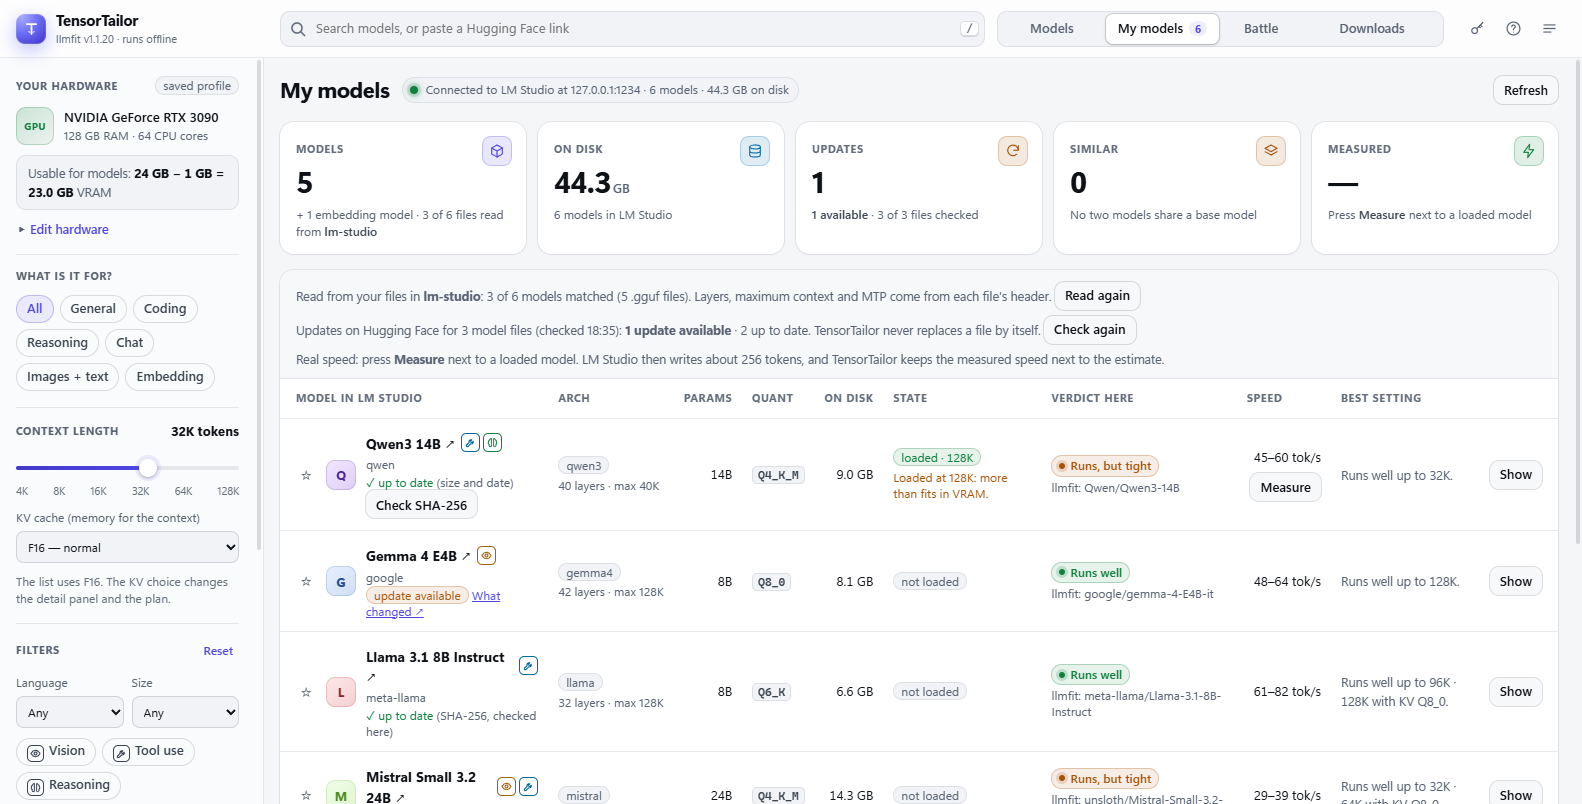 TensorTailor
llmfit v1.1.20 · runs offline
Search models, or paste a Hugging Face link
/
Models
My models 6
Battle
Downloads
YOUR HARDWARE
saved profile
GPU
NVIDIA GeForce RTX 3090
128 GB RAM · 64 CPU cores
Usable for models: 24 GB − 1 GB =
23.0 GB VRAM
▸ Edit hardware
WHAT IS IT FOR?
All
General
Coding
Reasoning
Chat
Images + text
Embedding
CONTEXT LENGTH
32K tokens
4K 8K 16K 32K 64K 128K
KV cache (memory for the context)
F16 — normal
The list uses F16. The KV choice changes
the detail panel and the plan.
FILTERS
Reset
Language
Size
Any
Any
Vision
Tool use
Reasoning
My models
Connected to LM Studio at 127.0.0.1:1234 · 6 models · 44.3 GB on disk
Refresh
MODELS
5
+ 1 embedding model · 3 of 6 files read
from lm-studio
ON DISK
44.3 GB
6 models in LM Studio
UPDATES
1
1 available · 3 of 3 files checked
SIMILAR
0
No two models share a base model
MEASURED
—
Press Measure next to a loaded model
Read from your files in lm-studio: 3 of 6 models matched (5 .gguf files). Layers, maximum context and MTP come from each file's header. Read again
Updates on Hugging Face for 3 model files (checked 18:35): 1 update available · 2 up to date. TensorTailor never replaces a file by itself. Check again
Real speed: press Measure next to a loaded model. LM Studio then writes about 256 tokens, and TensorTailor keeps the measured speed next to the estimate.
MODEL IN LM STUDIO ARCH PARAMS QUANT ON DISK STATE VERDICT HERE SPEED BEST SETTING
☆
Q
Qwen3 14B ↗
qwen
✓ up to date (size and date)
Check SHA-256
qwen3
40 layers · max 40K
14B
Q4_K_M
9.0 GB
loaded · 128K
Loaded at 128K: more
than fits in VRAM.
Runs, but tight
llmfit: Qwen/Qwen3-14B
45–60 tok/s
Measure
Runs well up to 32K.
Show
☆
G
Gemma 4 E4B ↗
google
update available What
changed ↗
gemma4
42 layers · max 128K
8B
Q8_0
8.1 GB
not loaded
Runs well
llmfit: google/gemma-4-E4B-it
48–64 tok/s
Runs well up to 128K.
Show
☆
L
Llama 3.1 8B Instruct
↗
meta-llama
✓ up to date (SHA-256, checked
here)
llama
32 layers · max 128K
8B
Q6_K
6.6 GB
not loaded
Runs well
llmfit: meta-llama/Llama-3.1-8B-
Instruct
61–82 tok/s
Runs well up to 96K ·
128K with KV Q8_0.
Show
☆
M
Mistral Small 3.2
24B ↗
mistral
24B
Q4_K_M
14.3 GB
not loaded
Runs, but tight
llmfit: unsloth/Mistral-Small-3.2-
29–39 tok/s
Runs well up to 32K ·
64K with KV Q8_0.
Show